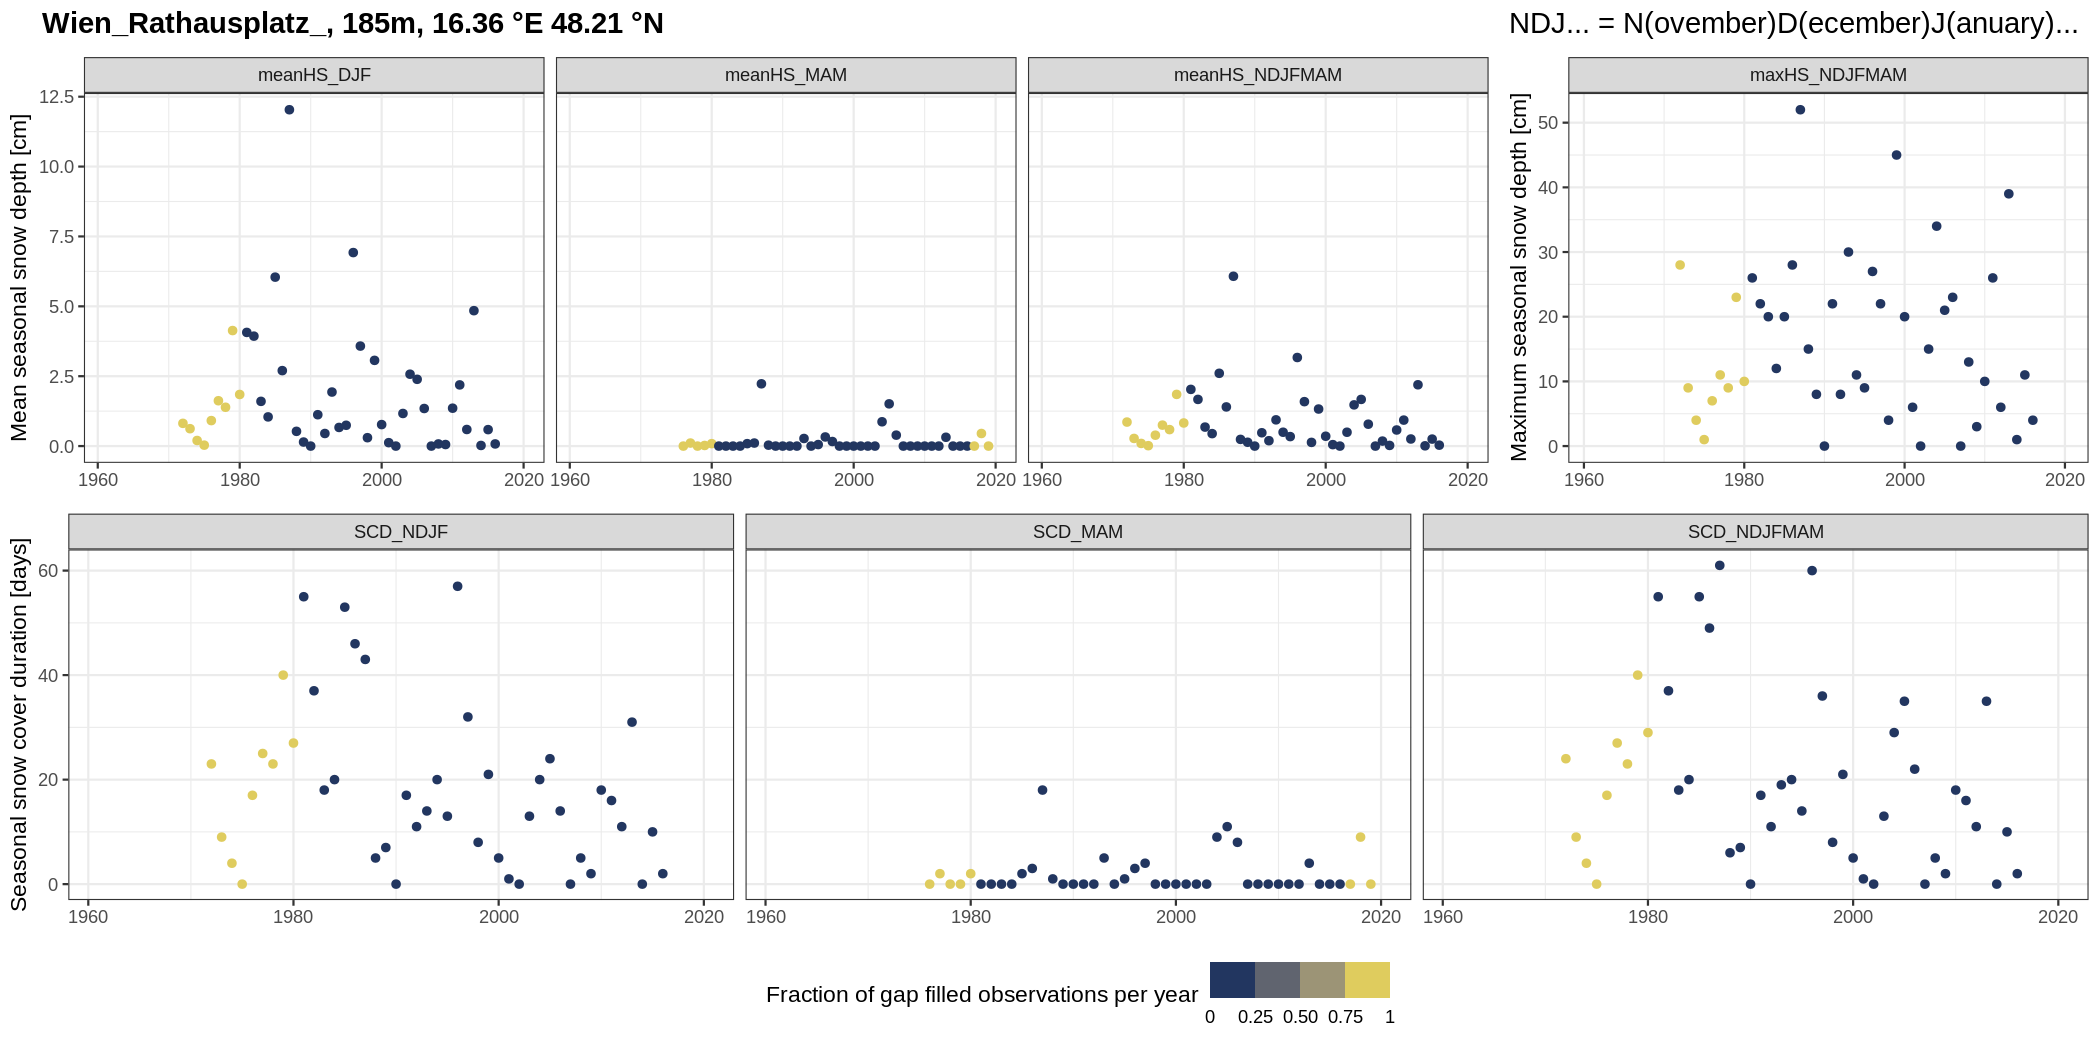 Wien_Rathausplatz_, 185m, 16.36 °E 48.21 °N
NDJ... = N(ovember)D(ecember)J(anuary)...
meanHS_DJF
meanHS_MAM
meanHS_NDJFMAM
maxHS_NDJFMAM
Mean seasonal snow depth [cm]
12.5
10.0
7.5
5.0
2.5
0.0
1960 1980 2000 2020
1960 1980 2000 2020
1960 1980 2000 2020
Maximum seasonal snow depth [cm]
50
40
30
20
10
0
1960 1980 2000 2020
SCD_NDJF
SCD_MAM
SCD_NDJFMAM
Seasonal snow cover duration [days]
60
40
20
0
1960 1980 2000 2020
1960 1980 2000 2020
1960 1980 2000 2020
Fraction of gap filled observations per year
0 0.25 0.50 0.75 1